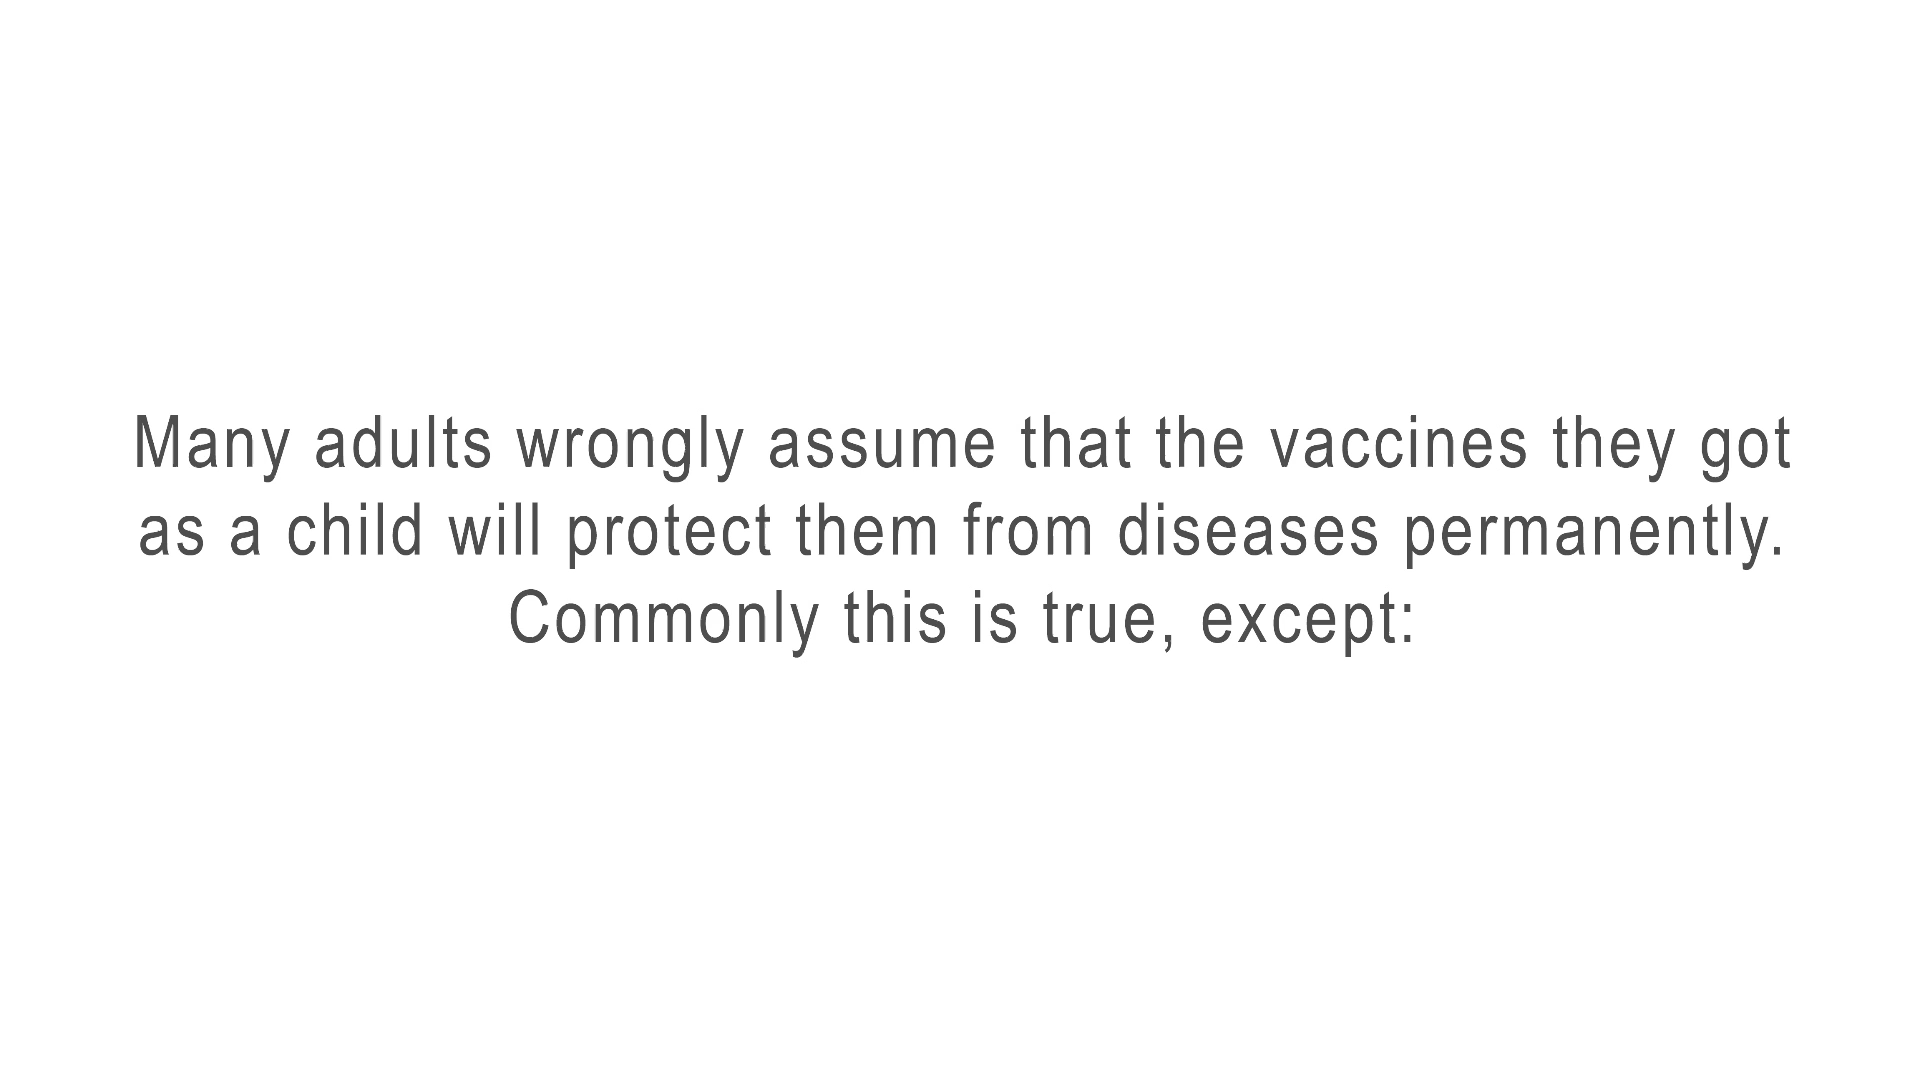 Many adults wrongly assume that the vaccines they got
as a child will protect them from diseases permanently.
Commonly this is true, except: